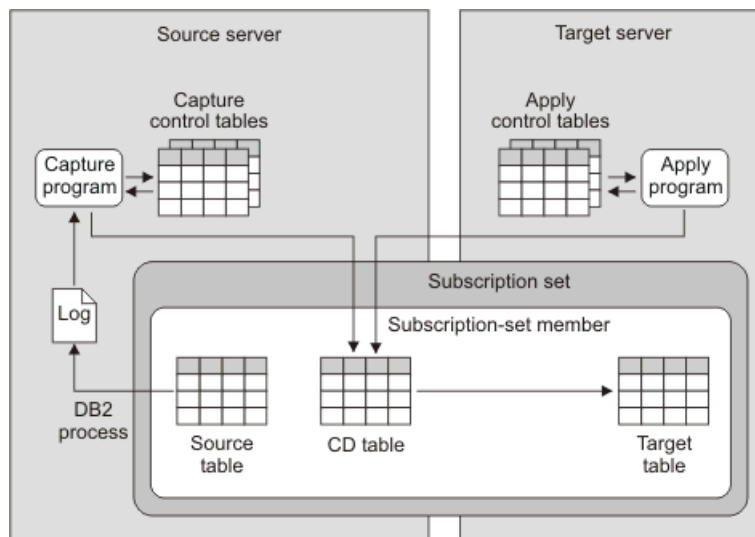 Source server
Target server
Capture
control tables
Apply
control tables
Capture
program
Apply
program
Subscription set
Log
Subscription-set member
DB2
process
Source
table
CD table
Target
table